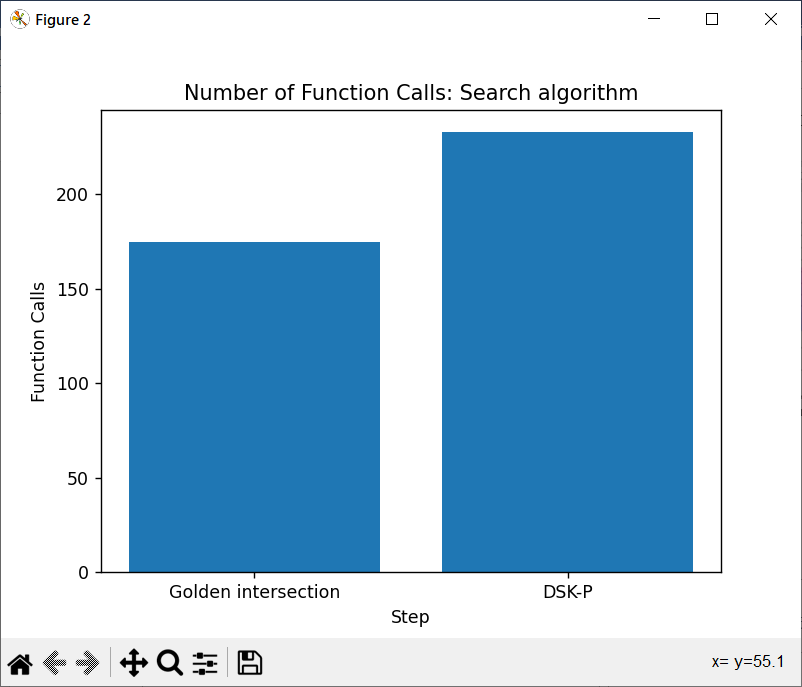 Figure 2
Number of Function Calls: Search algorithm
200
150
100
50
0
Function Calls
Golden intersection
DSK-P
Step
x= y=55.1